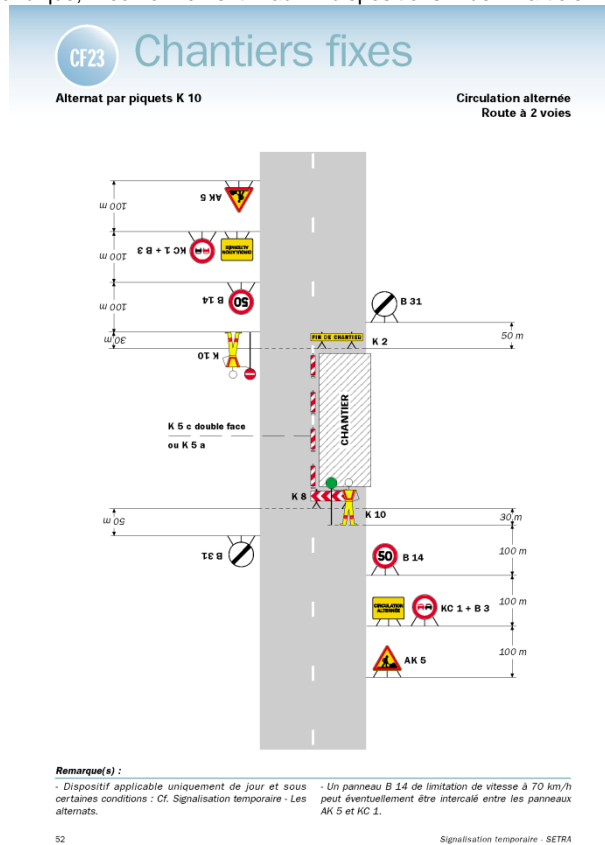 CF23
Chantiers fixes
Alternat par piquets K 10
Circulation alternée
Route à 2 voies
AK 5
100 m
KC 1 + B 3
CIRCULATION
ALTERNÉE
100 m
B 14
50
100 m
30 m
K 10
B 31
FIN DE CHANTIER
K 2
50 m
CHANTIER
K 5 c double face
ou K 5 a
K 8
K 10
50 m
30 m
B 31
50
B 14
100 m
CIRCULATION
ALTERNÉE
KC 1 + B 3
100 m
AK 5
100 m
Remarque(s) :
- Dispositif applicable uniquement de jour et sous
certaines conditions : Cf. Signalisation temporaire - Les
alternats.
- Un panneau B 14 de limitation de vitesse à 70 km/h
peut éventuellement être intercalé entre les panneaux
AK 5 et KC 1.
52
Signalisation temporaire - SETRA